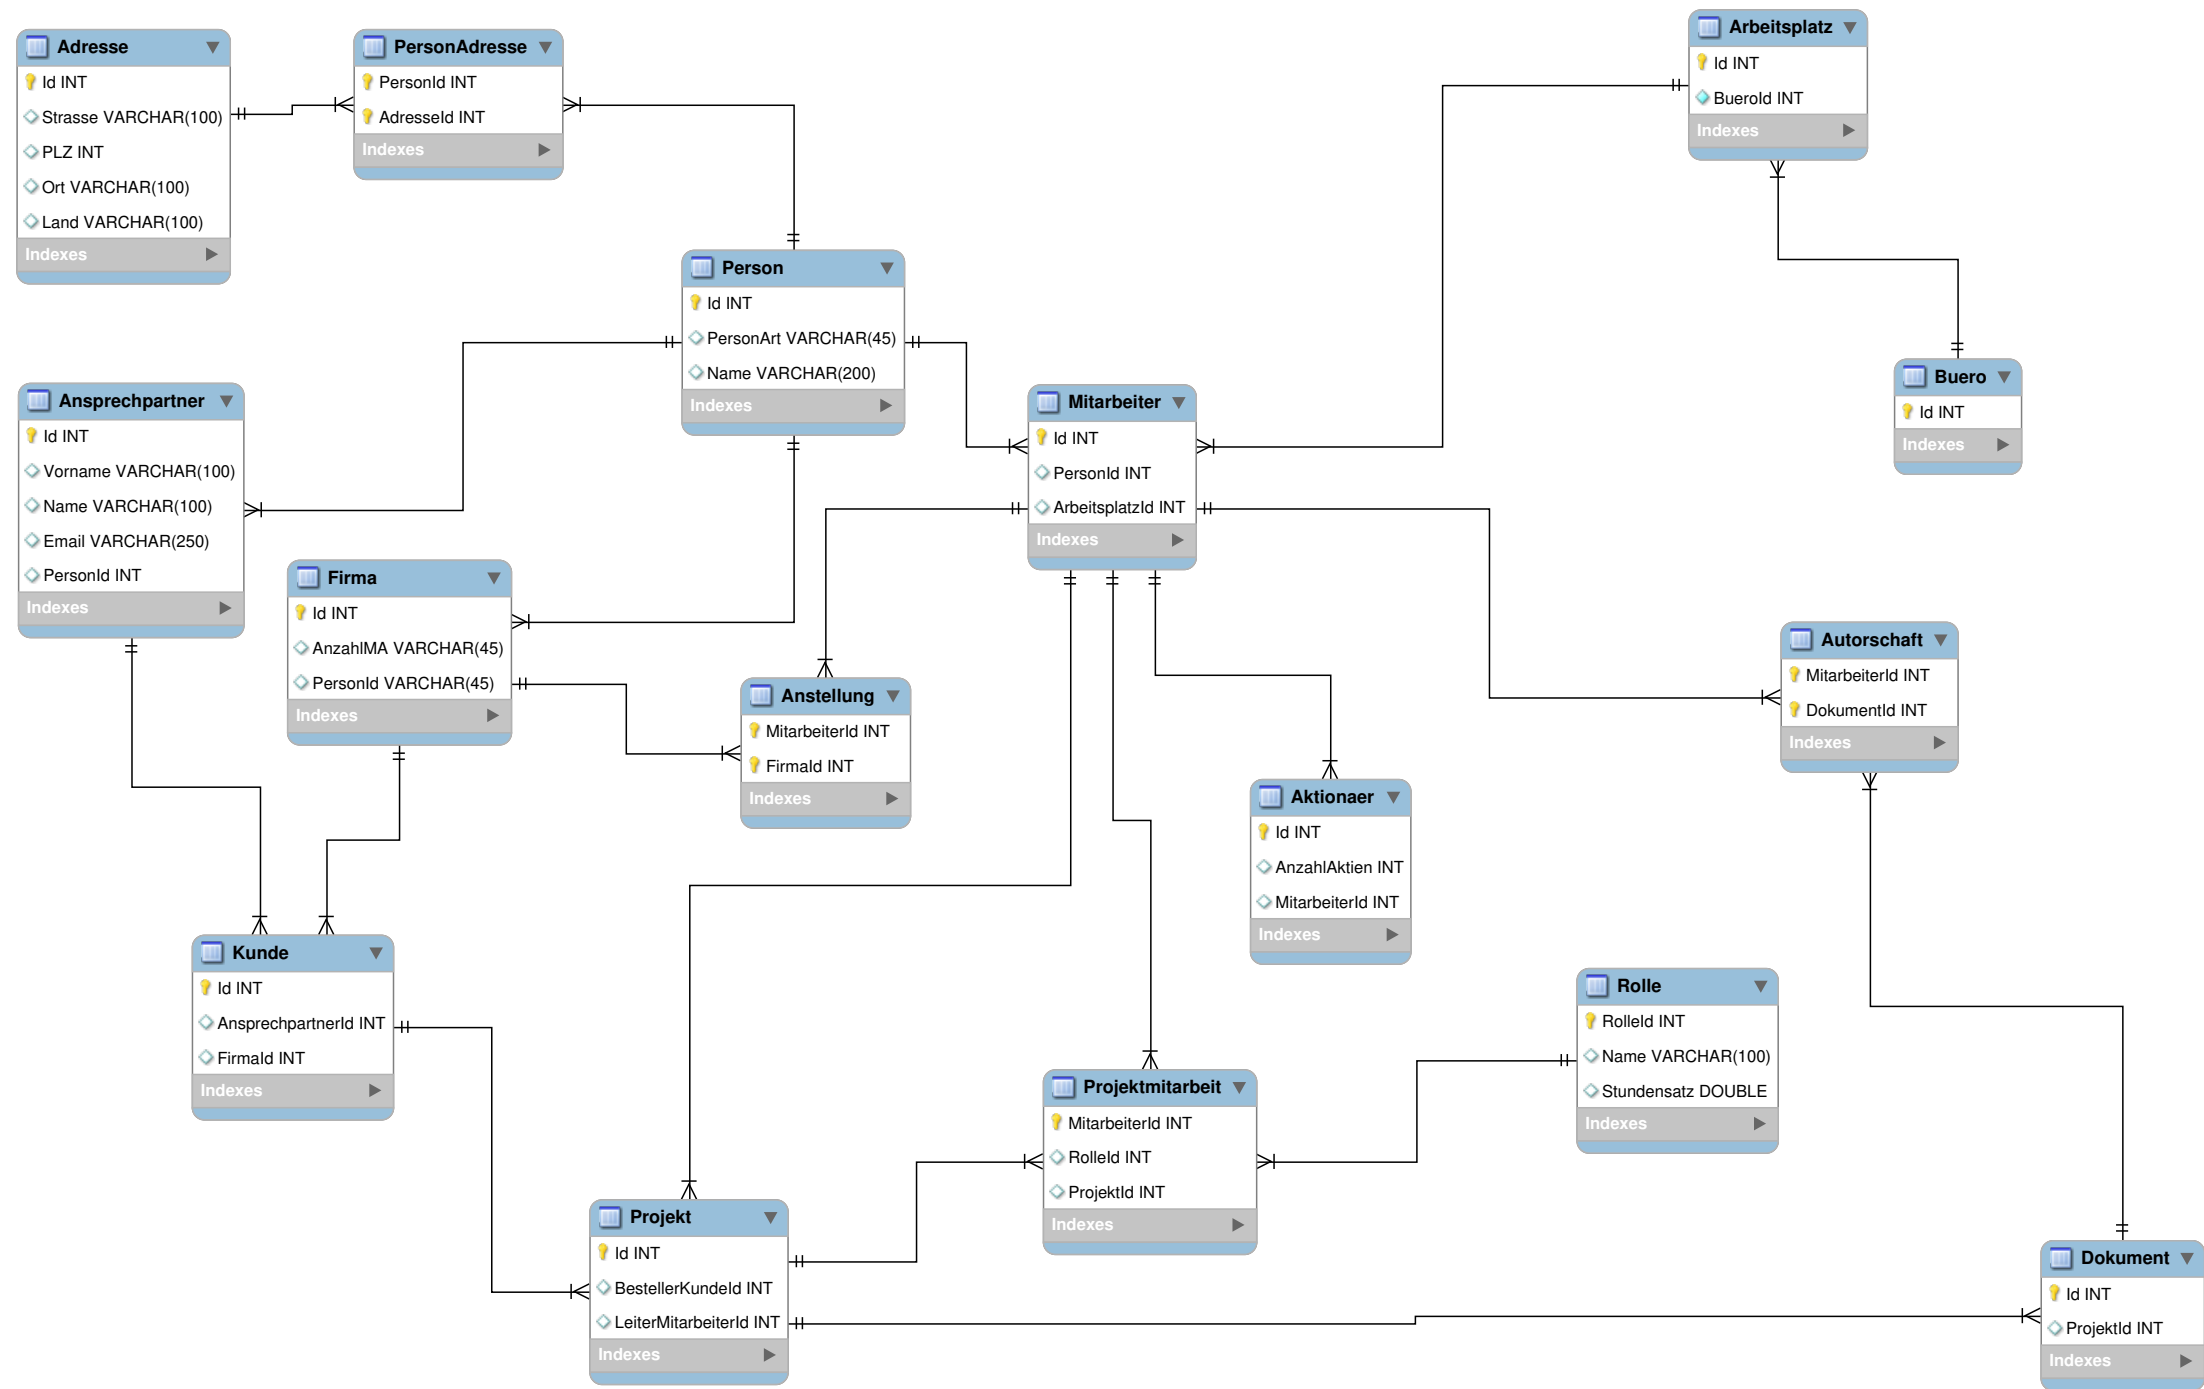 Adresse
Id INT
Strasse VARCHAR(100)
PLZ INT
Ort VARCHAR(100)
Land VARCHAR(100)
Indexes
PersonAdresse
PersonId INT
AdresseId INT
Indexes
Arbeitsplatz
Id INT
BueroId INT
Indexes
Person
Id INT
PersonArt VARCHAR(45)
Name VARCHAR(200)
Indexes
Buero
Id INT
Indexes
Ansprechpartner
Id INT
Vorname VARCHAR(100)
Name VARCHAR(100)
Email VARCHAR(250)
PersonId INT
Indexes
Mitarbeiter
Id INT
PersonId INT
ArbeitsplatzId INT
Indexes
Firma
Id INT
AnzahlMA VARCHAR(45)
PersonId VARCHAR(45)
Indexes
Anstellung
MitarbeiterId INT
FirmaId INT
Indexes
Autorschaft
MitarbeiterId INT
DokumentId INT
Indexes
Aktionaer
Id INT
AnzahlAktien INT
MitarbeiterId INT
Indexes
Kunde
Id INT
AnsprechpartnerId INT
FirmaId INT
Indexes
Rolle
RolleId INT
Name VARCHAR(100)
Stundensatz DOUBLE
Indexes
Projektmitarbeit
MitarbeiterId INT
RolleId INT
ProjektId INT
Indexes
Projekt
Id INT
BestellerKundeId INT
LeiterMitarbeiterId INT
Indexes
Dokument
Id INT
ProjektId INT
Indexes